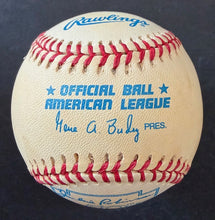 Rawlings
OFFICIAL BALL
AMERICAN LEAGUE
Gene A. Budig PRES.